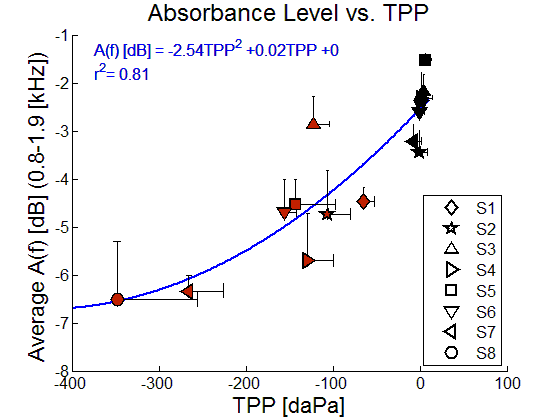 Absorbance Level vs. TPP
A(f) [dB] = -2.54TPP² +0.02TPP +0
r²= 0.81
Average A(f) [dB] (0.8-1.9 [kHz])
-1
-2
-3
-4
-5
-6
-7
-8
S1
S2
S3
S4
S5
S6
S7
S8
-400 -300 -200 -100 0 100
TPP [daPa]